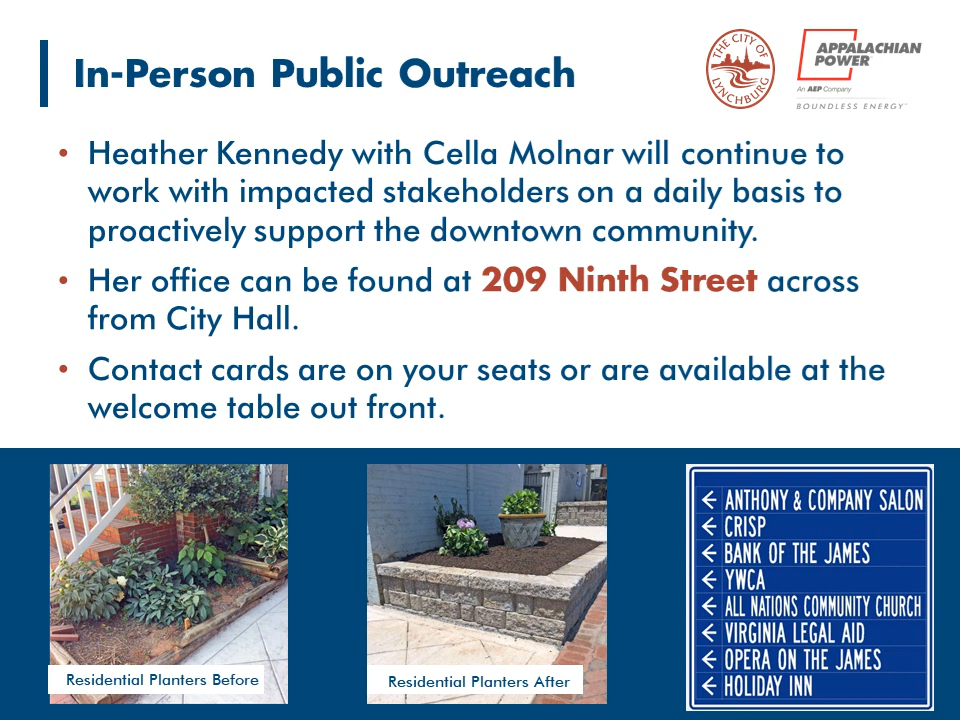 In-Person Public Outreach
THE CITY OF
LYNCHBURG
APPALACHIAN
POWER
An AEP Company
BOUNDLESS ENERGY
• Heather Kennedy with Cella Molnar will continue to
work with impacted stakeholders on a daily basis to
proactively support the downtown community.
• Her office can be found at 209 Ninth Street across
from City Hall.
• Contact cards are on your seats or are available at the
welcome table out front.
Residential Planters Before
Residential Planters After
← ANTHONY & COMPANY SALON
← CRISP
← BANK OF THE JAMES
← YWCA
← ALL NATIONS COMMUNITY CHURCH
← VIRGINIA LEGAL AID
← OPERA ON THE JAMES
← HOLIDAY INN